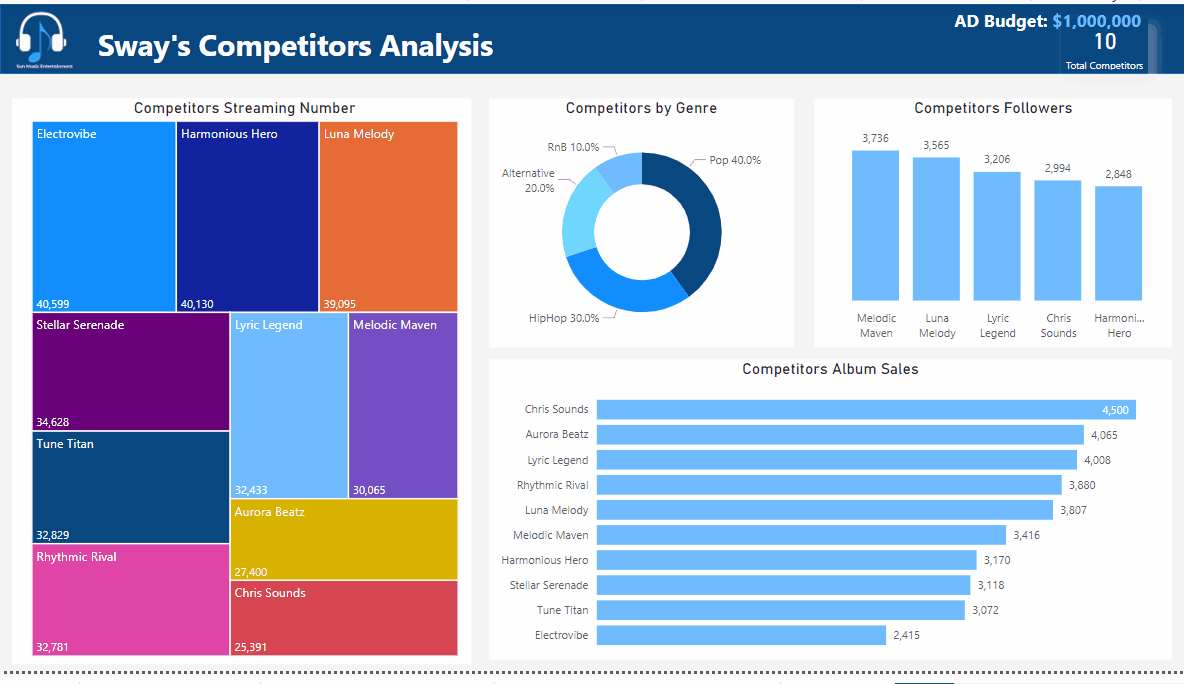 AD Budget: $1,000,000
Sway's Competitors Analysis
10
Total Competitors
Sun Music Entertainment
Competitors Streaming Number
Electrovibe
40,599
Harmonious Hero
40,130
Luna Melody
39,095
Stellar Serenade
34,628
Lyric Legend
32,433
Melodic Maven
30,065
Tune Titan
32,829
Aurora Beatz
27,400
Rhythmic Rival
32,781
Chris Sounds
25,391
Competitors by Genre
RnB 10.0%
Pop 40.0%
Alternative
20.0%
HipHop 30.0%
Competitors Followers
3,736
3,565
3,206
2,994
2,848
Melodic
Maven
Luna
Melody
Lyric
Legend
Chris
Sounds
Harmoni...
Hero
Competitors Album Sales
Chris Sounds 4,500
Aurora Beatz 4,065
Lyric Legend 4,008
Rhythmic Rival 3,880
Luna Melody 3,807
Melodic Maven 3,416
Harmonious Hero 3,170
Stellar Serenade 3,118
Tune Titan 3,072
Electrovibe 2,415